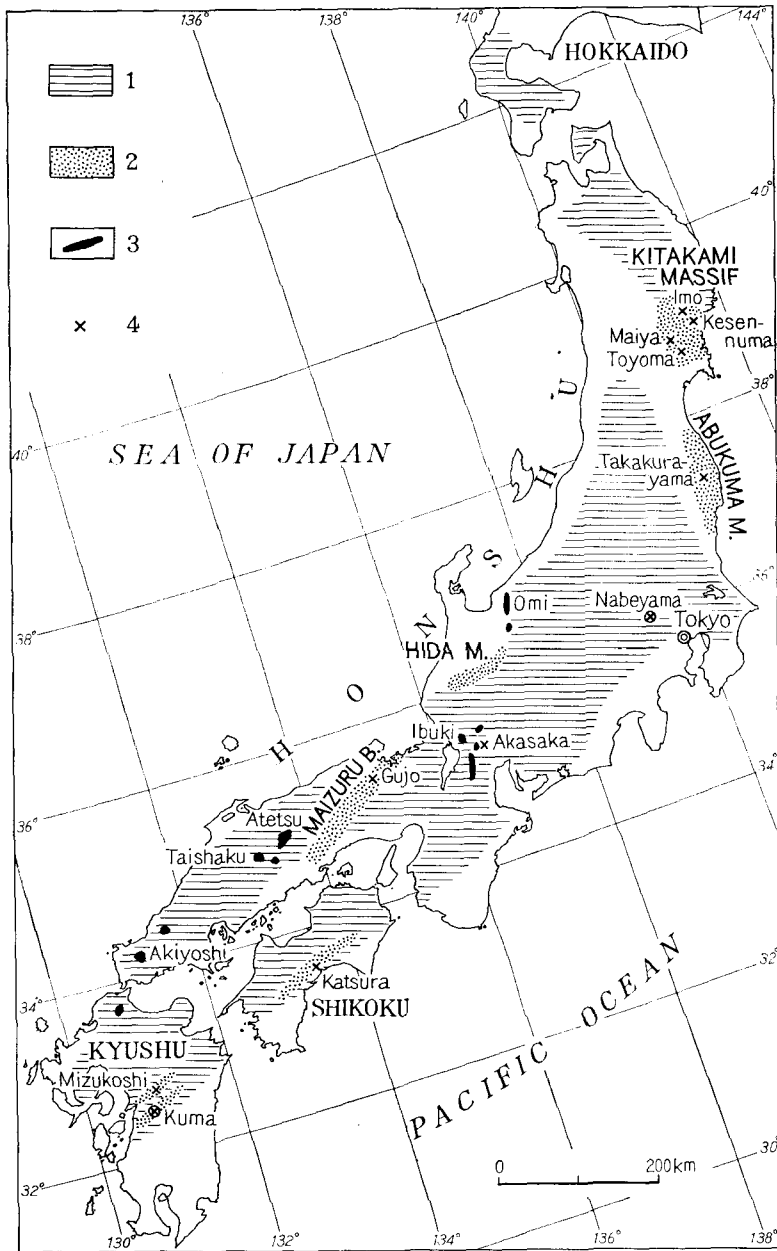 136°
138°
140°
142°
144°
HOKKAIDO
1
2
3
4
40°
KITAKAMI
MASSIF
Imo
Kesen-
numa
Maiya
Toyoma
38°
ABUKUMA M.
Takakura-
yama
40°
SEA OF JAPAN
HONSHU
36°
Omi
Nabeyama
Tokyo
38°
HIDA M.
Ibuki
Akasaka
34°
MAIZURU B.
Gujo
Atetsu
36°
Taishaku
32°
Akiyoshi
Katsura
SHIKOKU
34°
PACIFIC OCEAN
KYUSHU
Mizukoshi
Kuma
30°
0 200km
32°
130°
132°
134°
136°
138°